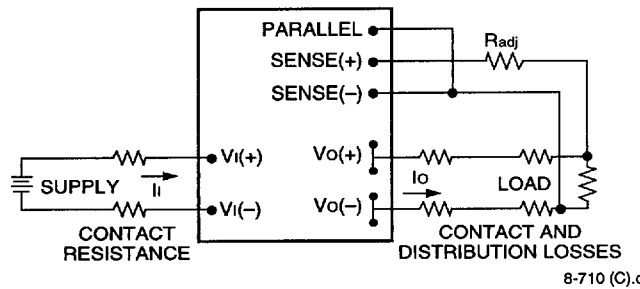 PARALLEL
SENSE(+)
SENSE(–)
Radj
VI(+)
VO(+)
SUPPLY
II
IO
LOAD
VI(–)
VO(–)
CONTACT
RESISTANCE
CONTACT AND
DISTRIBUTION LOSSES
8-710 (C).c